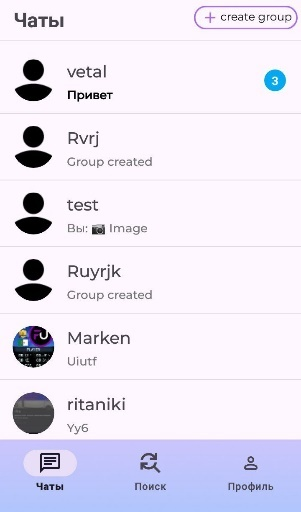 Чаты
+ create group
vetal
Привет
3
Rvrj
Group created
test
Вы: 📷 Image
Ruyrjk
Group created
Marken
Uiutf
ritaniki
Yy6
Чаты
Поиск
Профиль